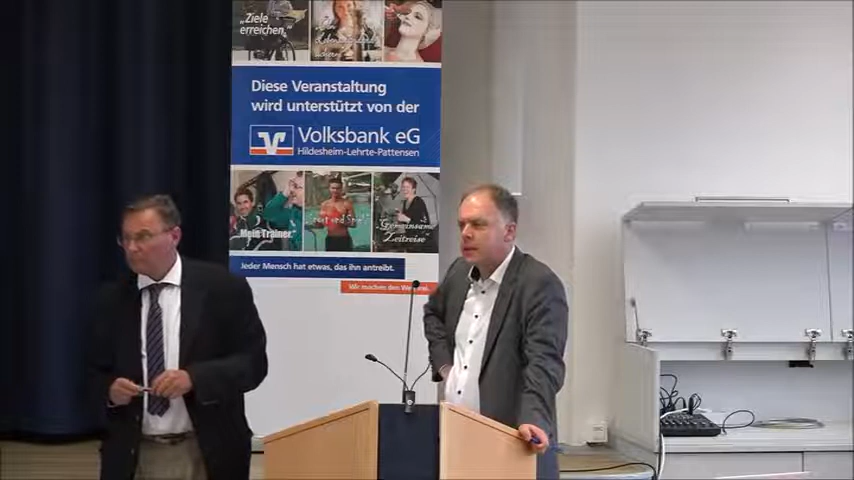 „Ziele
erreichen.“
Diese Veranstaltung
wird unterstützt von der
Volksbank eG
Hildesheim-Lehrte-Pattensen
Mein Trainer.
„Gemeinsame
Zeitreise
Jeder Mensch hat etwas, das ihn antreibt.
Wir machen den Weg frei.